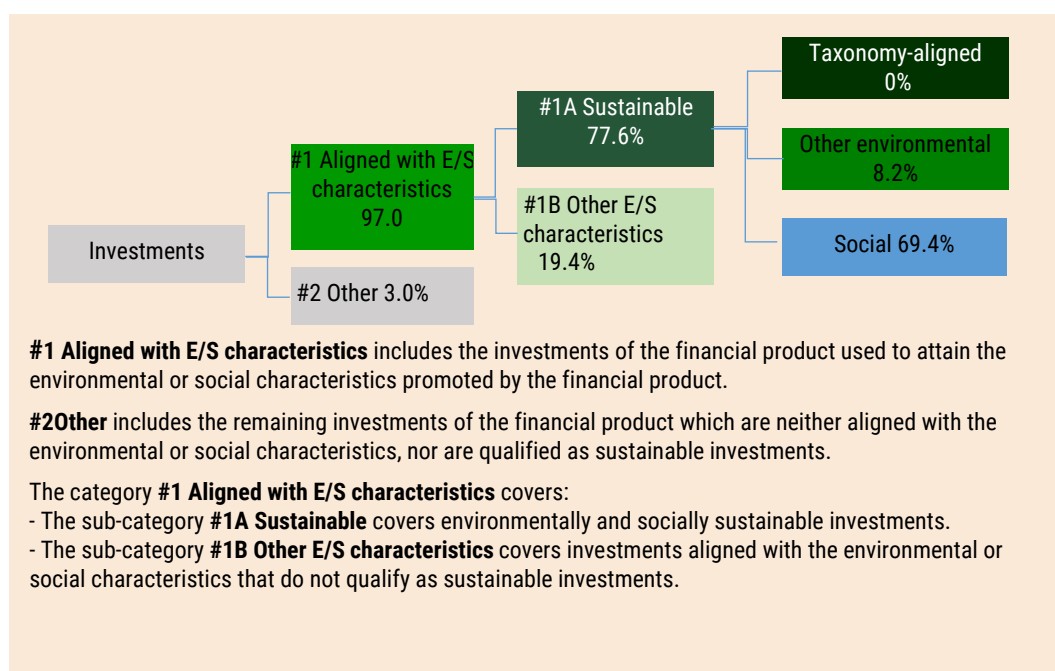 Taxonomy-aligned
0%
#1A Sustainable
77.6%
Other environmental
8.2%
#1 Aligned with E/S
characteristics
97.0
#1B Other E/S
characteristics
19.4%
Social 69.4%
Investments
#2 Other 3.0%
#1 Aligned with E/S characteristics includes the investments of the financial product used to attain the
environmental or social characteristics promoted by the financial product.
#2Other includes the remaining investments of the financial product which are neither aligned with the
environmental or social characteristics, nor are qualified as sustainable investments.
The category #1 Aligned with E/S characteristics covers:
- The sub-category #1A Sustainable covers environmentally and socially sustainable investments.
- The sub-category #1B Other E/S characteristics covers investments aligned with the environmental or
social characteristics that do not qualify as sustainable investments.